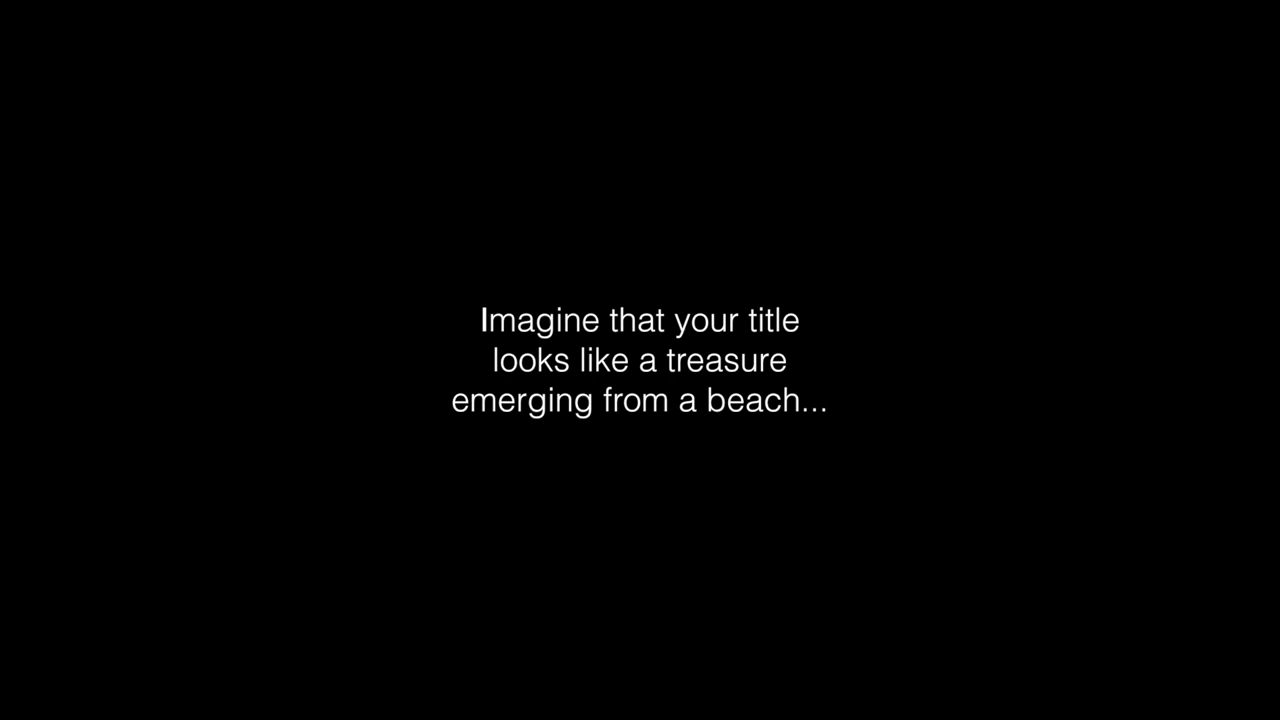 Imagine that your title
looks like a treasure
emerging from a beach...